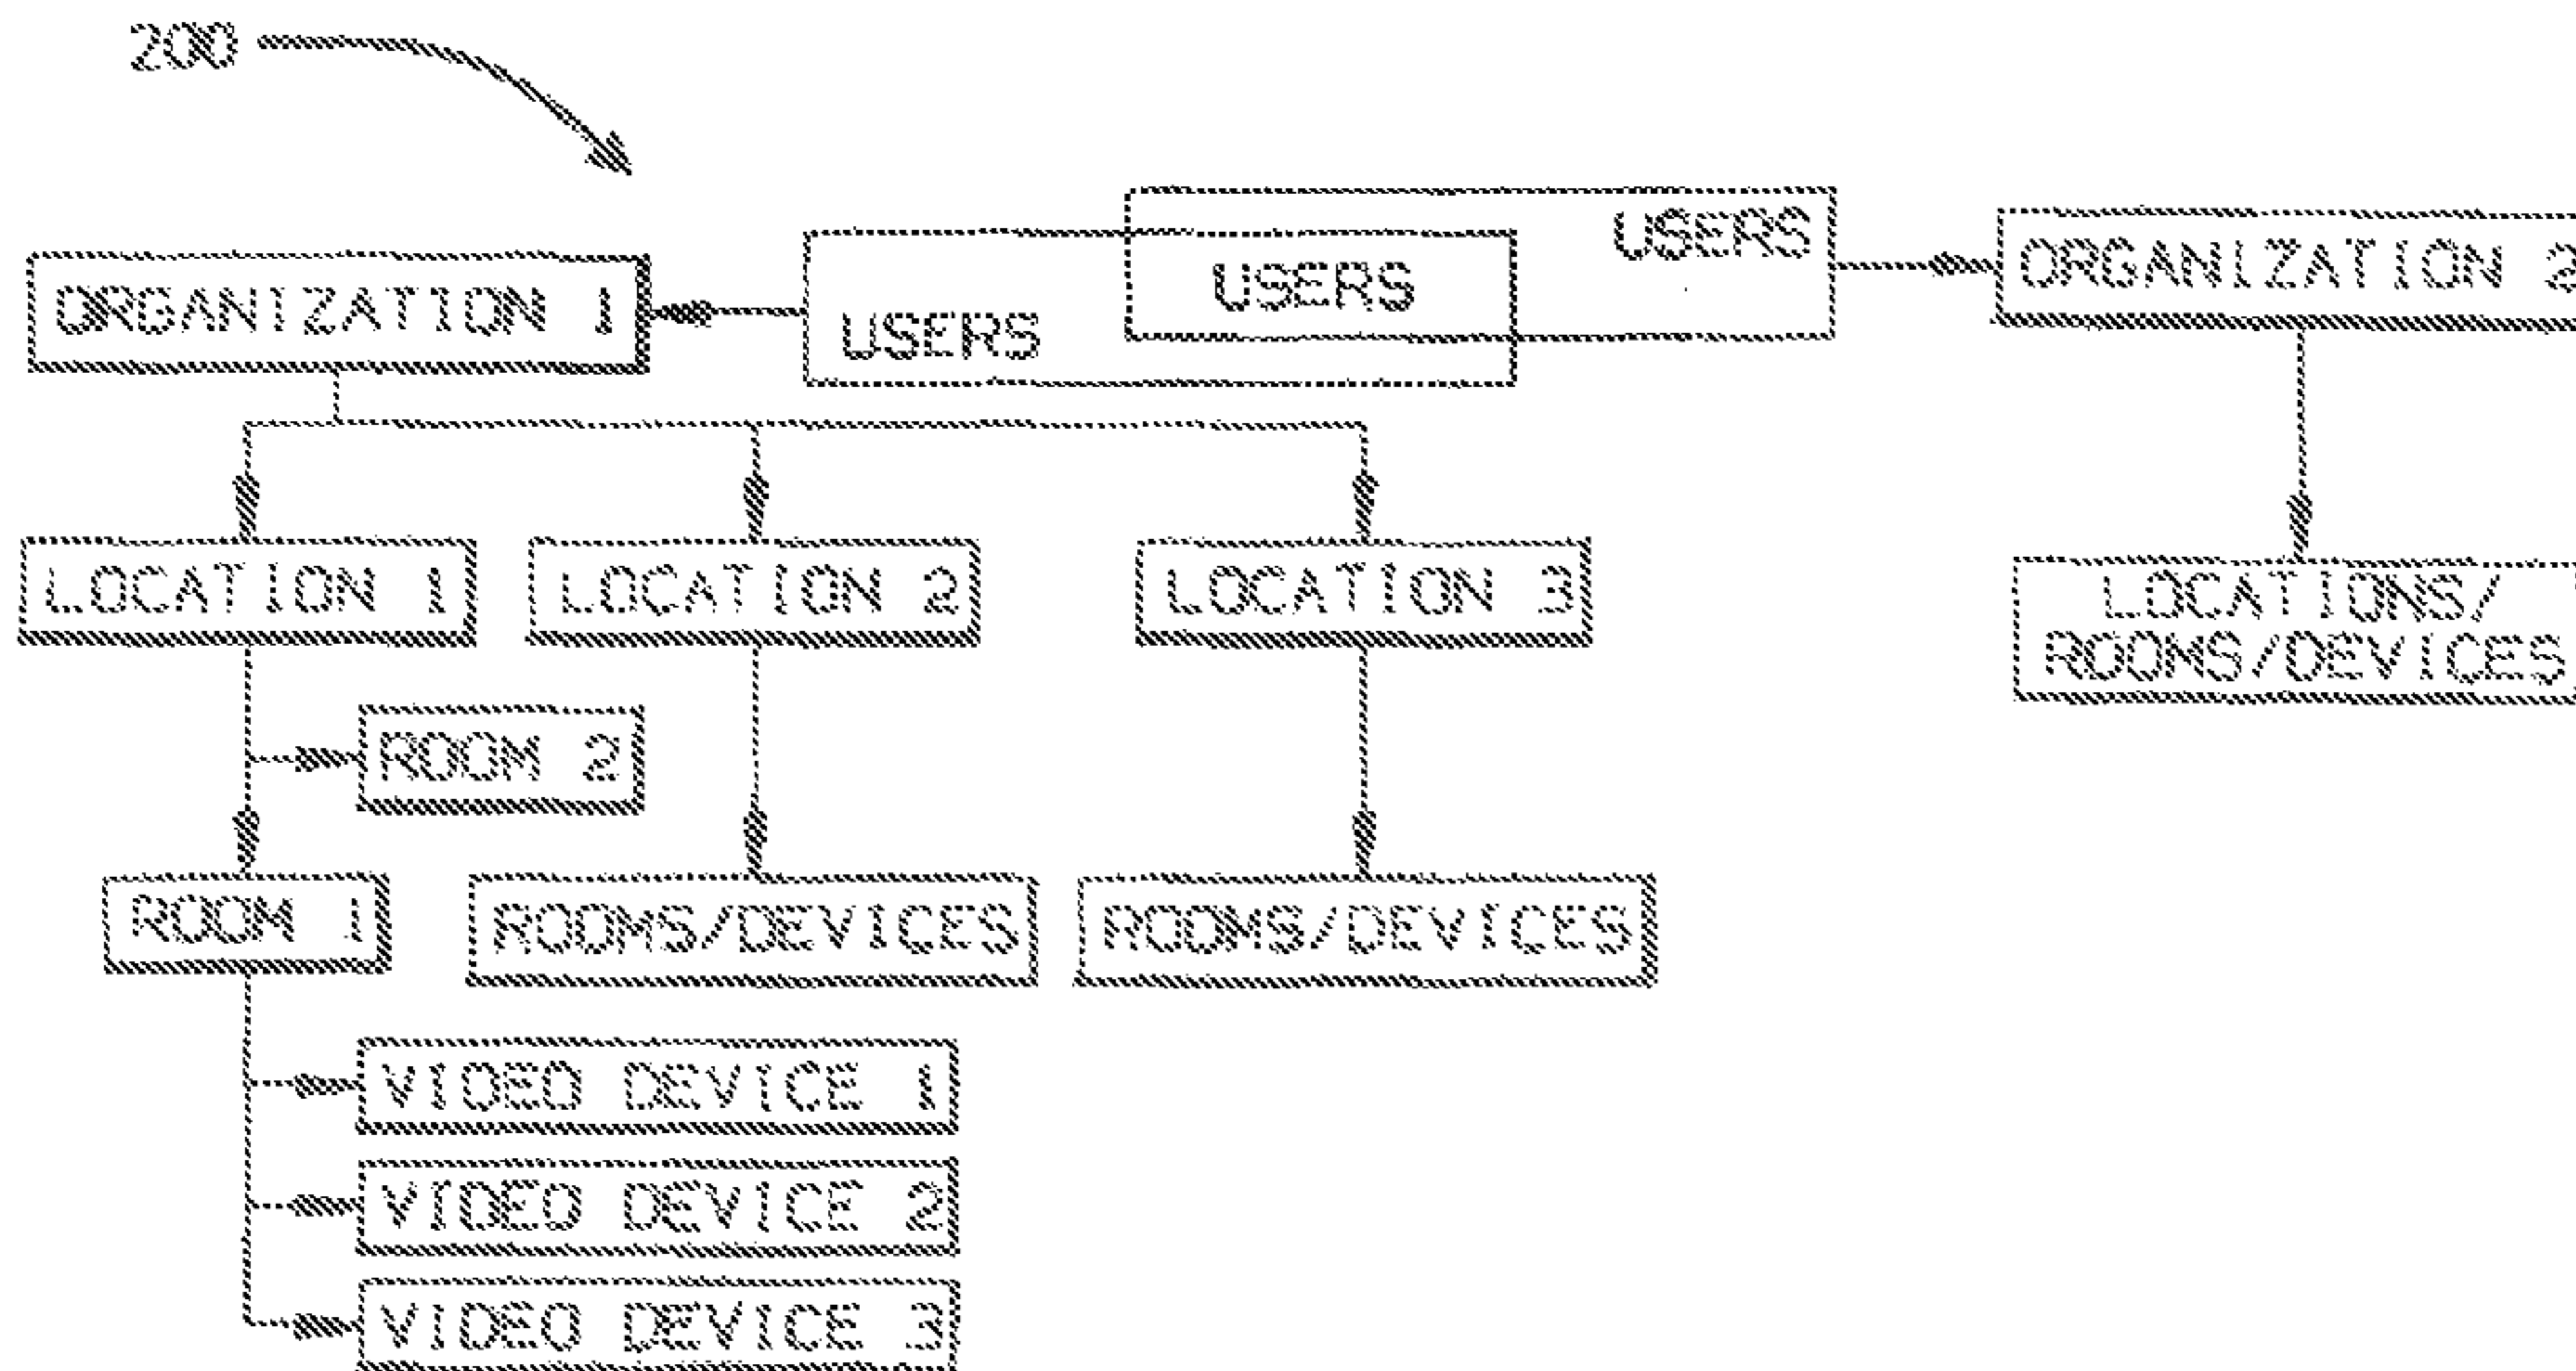 200
USERS
ORGANIZATION 1
USERS
USERS
ORGANIZATION 2
LOCATION 1
LOCATION 2
LOCATION 3
LOCATIONS/
ROOMS/DEVICES
ROOM 2
ROOM 1
ROOMS/DEVICES
ROOMS/DEVICES
VIDEO DEVICE 1
VIDEO DEVICE 2
VIDEO DEVICE 3